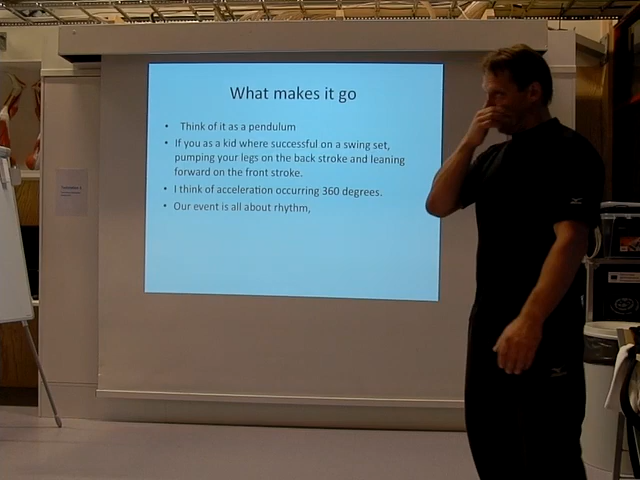 What makes it go
• Think of it as a pendulum
• If you as a kid where successful on a swing set,
pumping your legs on the back stroke and leaning
forward on the front stroke.
• I think of acceleration occurring 360 degrees.
• Our event is all about rhythm,